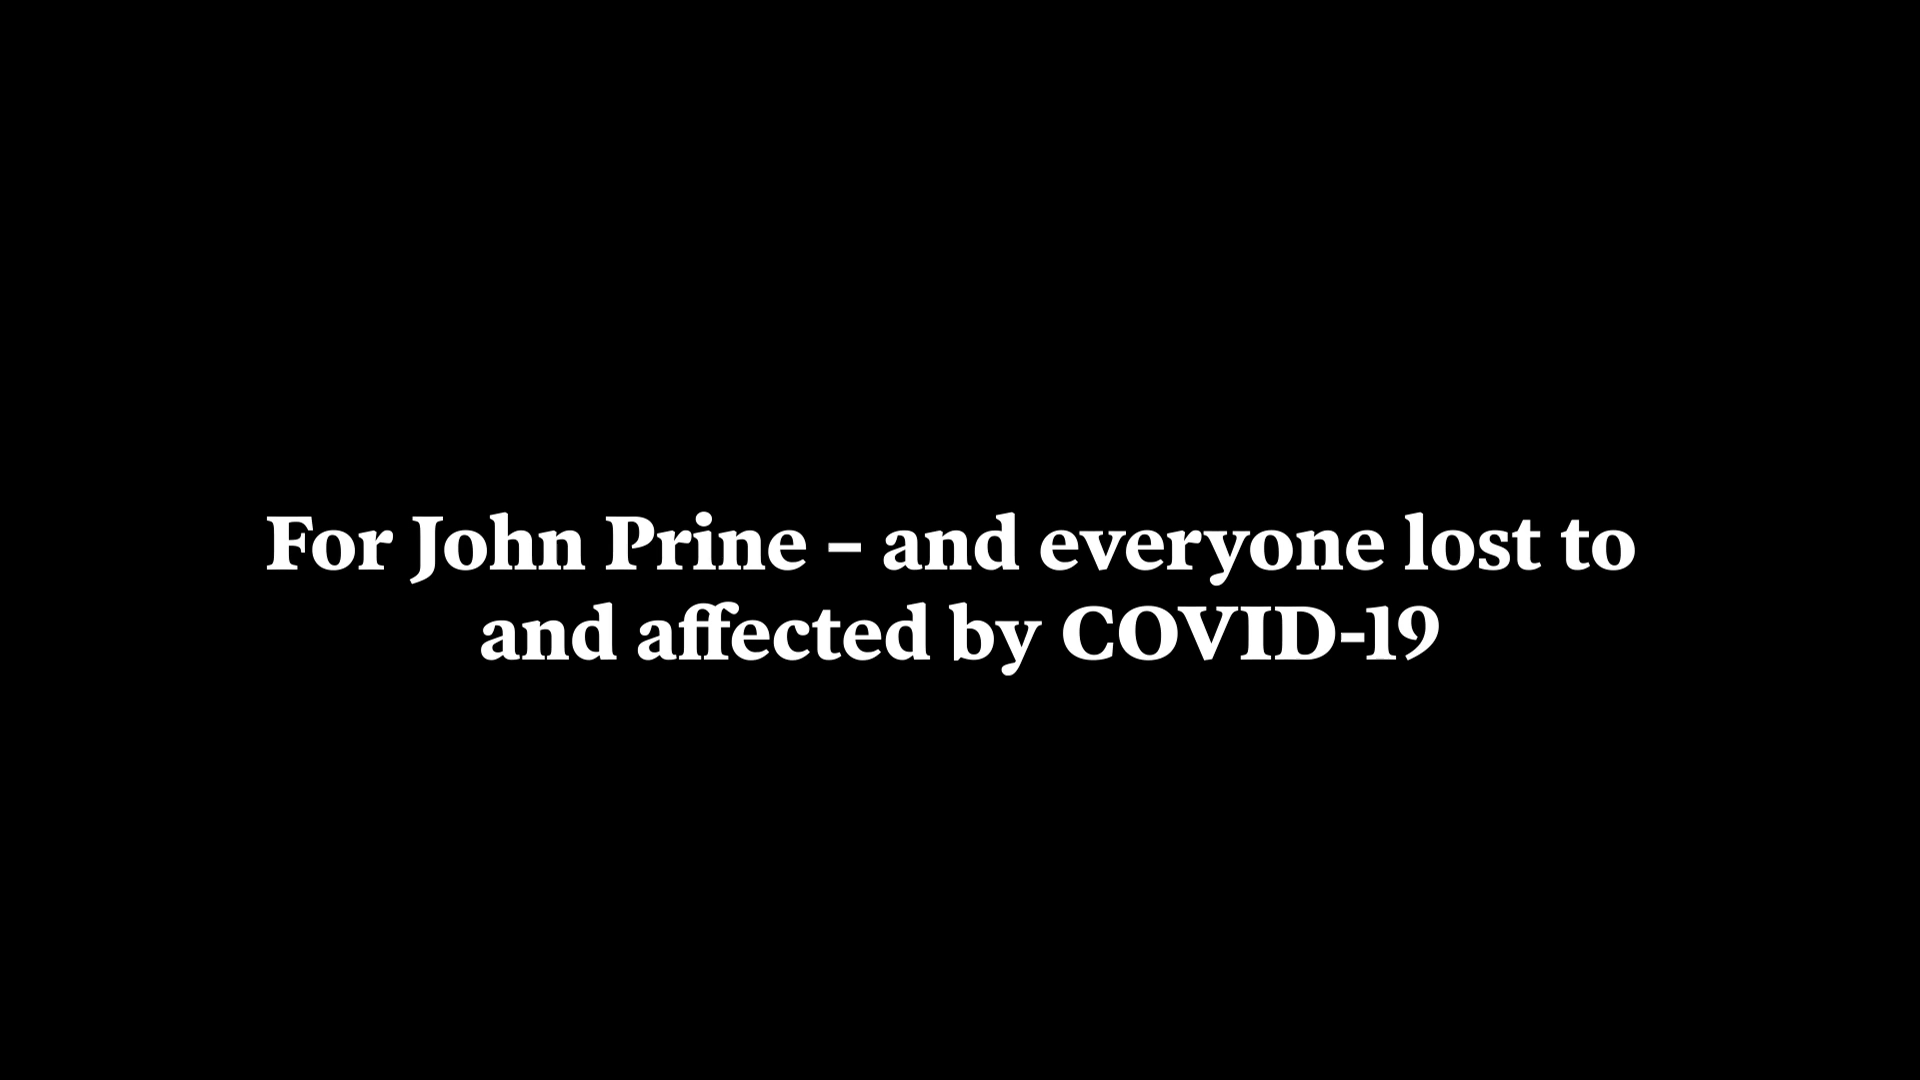 For John Prine – and everyone lost to
and affected by COVID-19